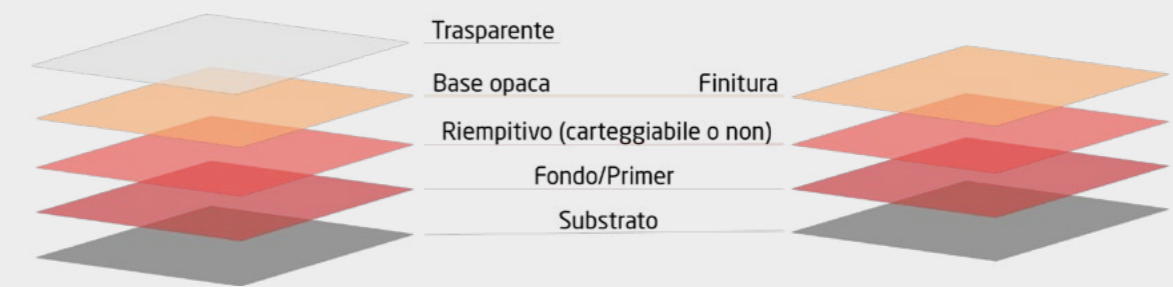 Trasparente
Base opaca Finitura
Riempitivo (carteggiabile o non)
Fondo/Primer
Substrato